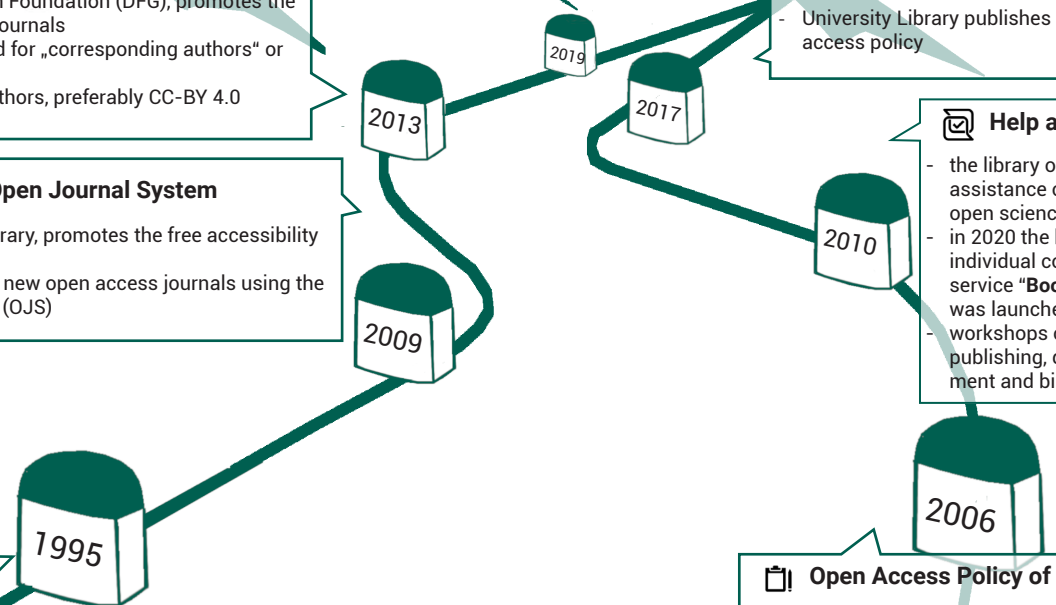 Foundation (DFG), promotes the
ournals
d for „corresponding authors“ or
thors, preferably CC-BY 4.0
2019
- University Library publishes
access policy
2013
2017
Open Journal System
rary, promotes the free accessibility
new open access journals using the
(OJS)
Help a
- the library o
assistance
open scienc
- in 2020 the
individual co
service "Boo
was launche
- workshops
publishing,
ment and bi
2010
2009
2006
1995
Open Access Policy of